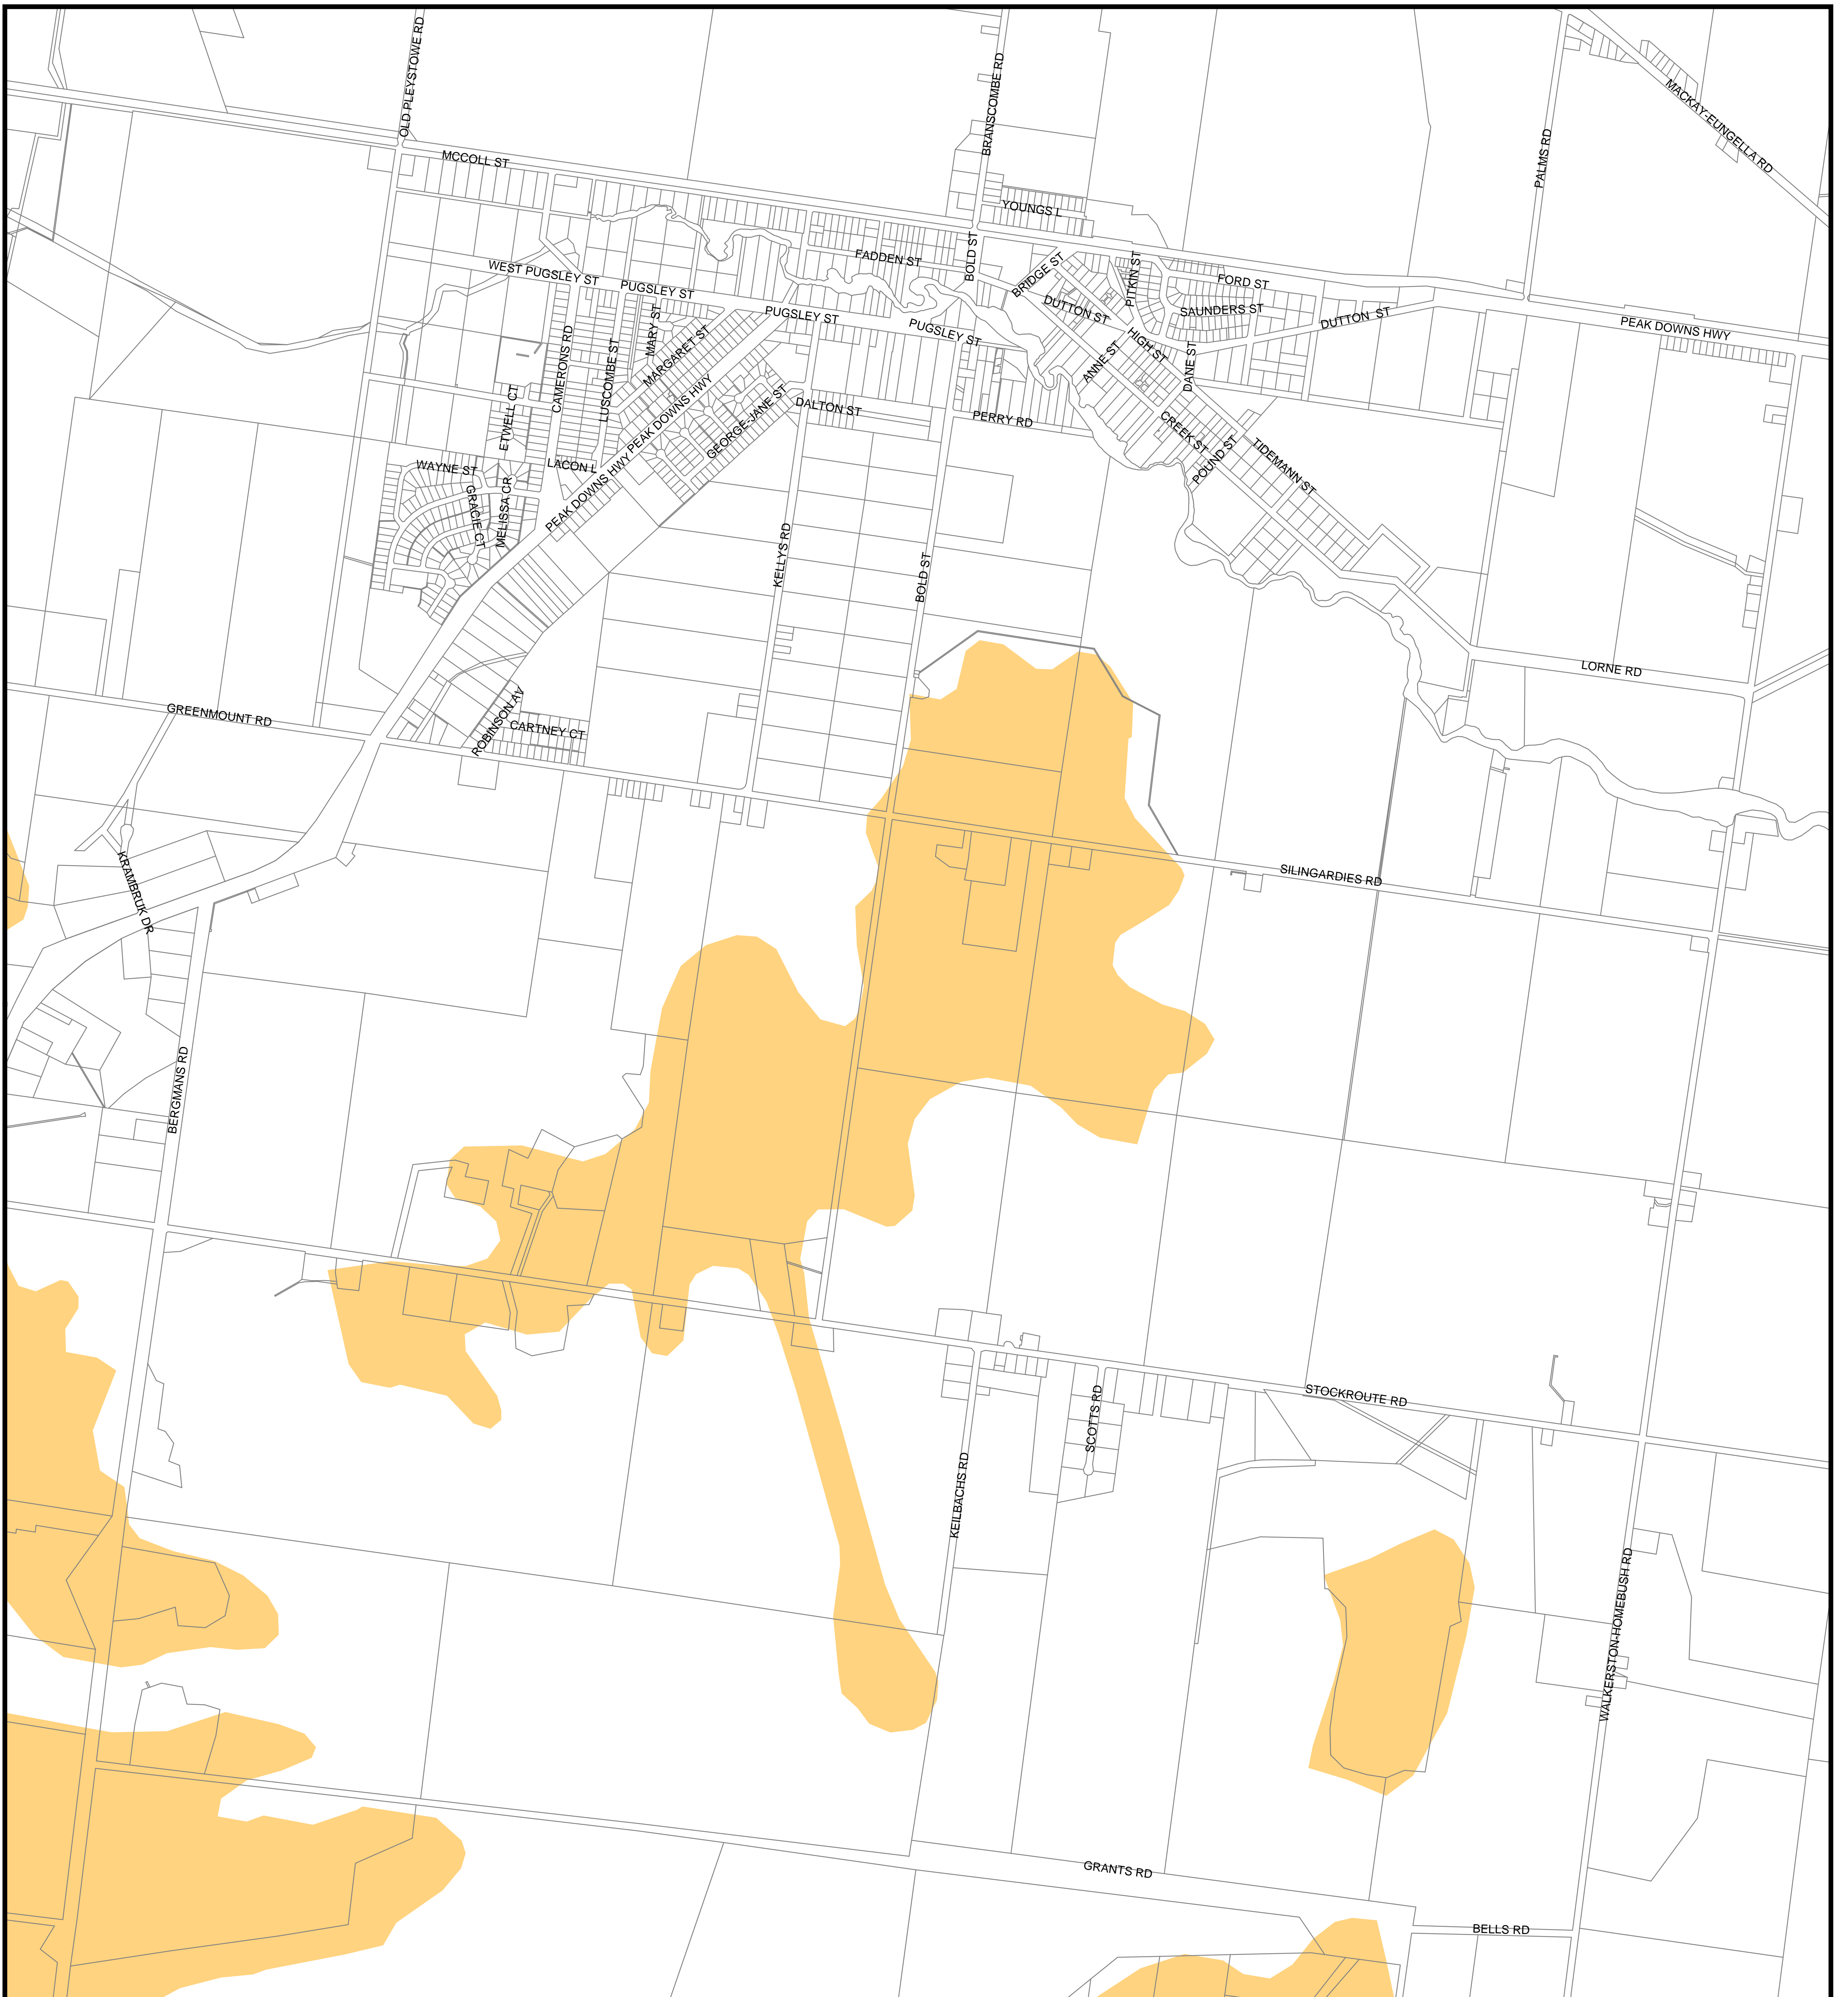 OLD PLEYSTOWE RD
BRANSCOMBE RD
MACKAY-EUNGELLA RD
PALMS RD
MCCOLL ST
YOUNGS L
BOLD ST
FADDEN ST
BRIDGE ST
PITKIN ST
FORD ST
WEST PUGSLEY ST
PUGSLEY ST
PUGSLEY ST
PUGSLEY ST
DUTTON ST
SAUNDERS ST
DUTTON ST
PEAK DOWNS HWY
MARY ST
MARGARET ST
HIGH ST
ANNE ST
DANE ST
CAMERONS RD
LUSCOMBE ST
PEAK DOWNS HWY
GEORGE-JANE ST
DALTON ST
PERRY RD
ETWELL CT
CREEK ST
POUND ST
TIDEMANN ST
WAYNE ST
LACON L
GRACIE CT
MELISSA CR
PEAK DOWNS HWY
KELLYS RD
BOLD ST
LORNE RD
GREENMOUNT RD
ROBINSON AV
CARTNEY CT
KRAMBRUK DR
SILINGARDIES RD
BERGMANS RD
STOCKROUTE RD
SCOTTS RD
KEILBACHS RD
WALKERSTON-HOMEBUSH RD
GRANTS RD
BELLS RD